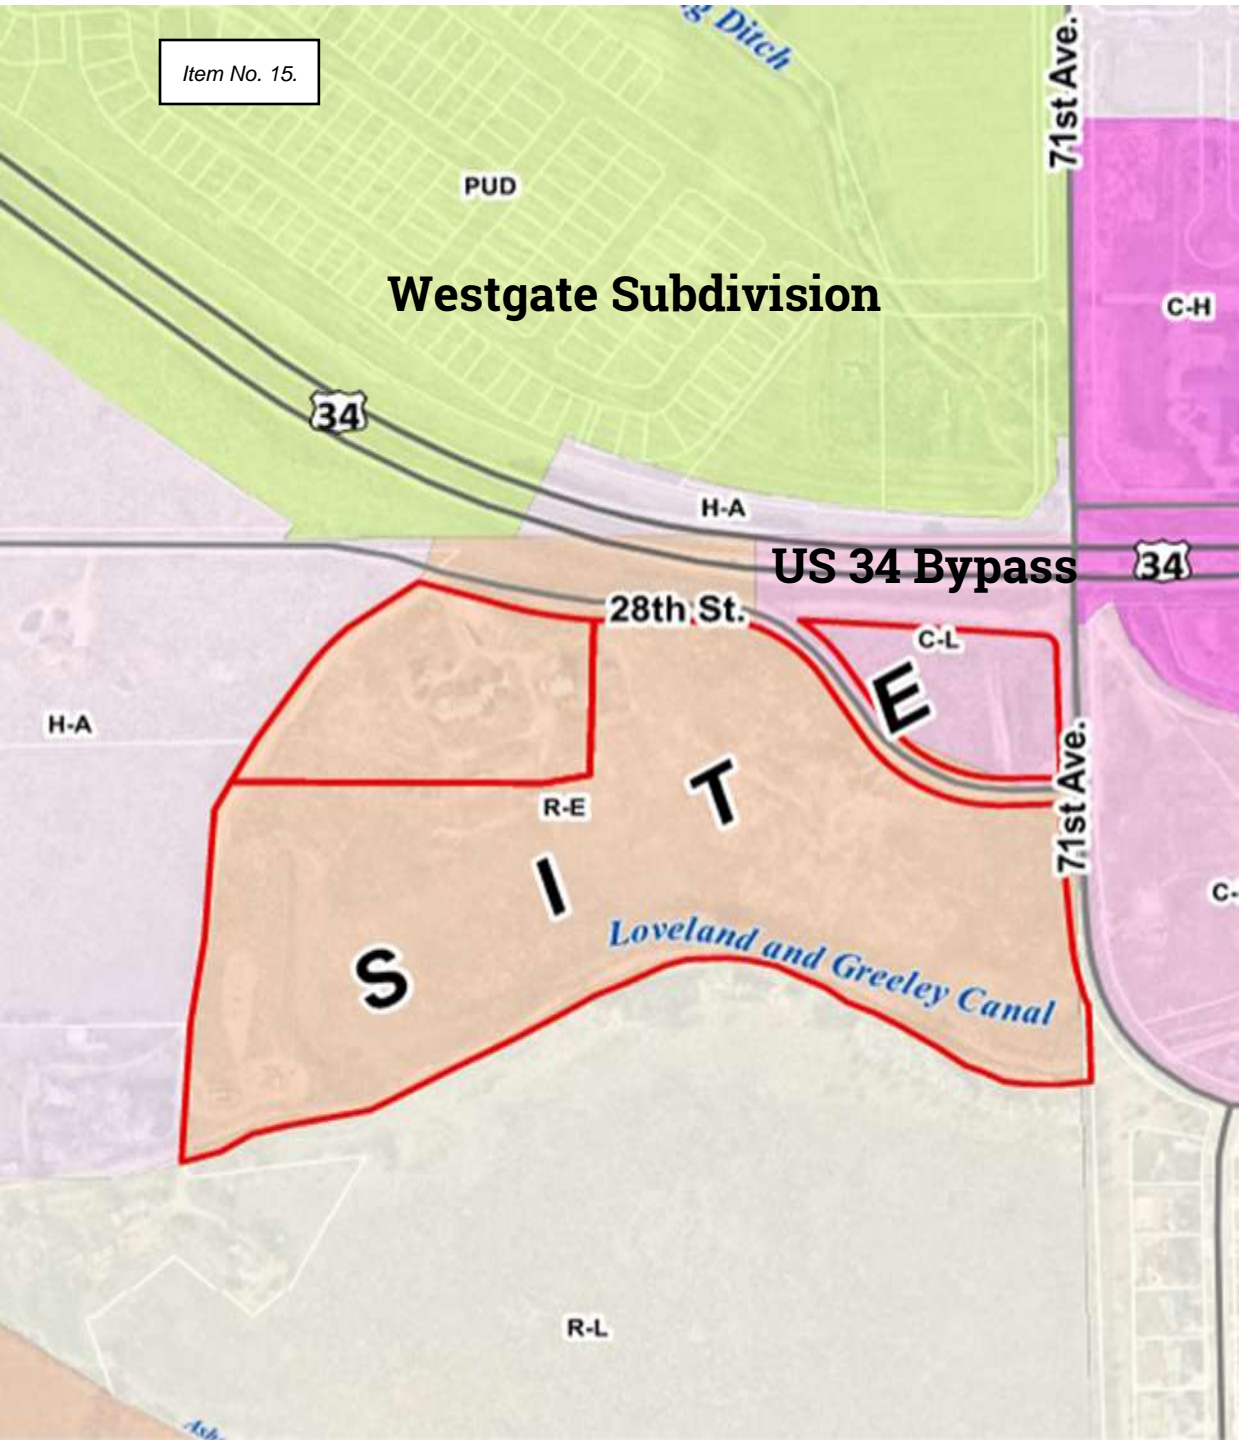 g Ditch
71st Ave.
Item No. 15.
PUD
Westgate Subdivision
C-H
34
H-A
US 34 Bypass
34
28th St.
C-L
E
H-A
71st Ave.
T
R-E
I
C-
Loveland and Greeley Canal
S
R-L
Ash